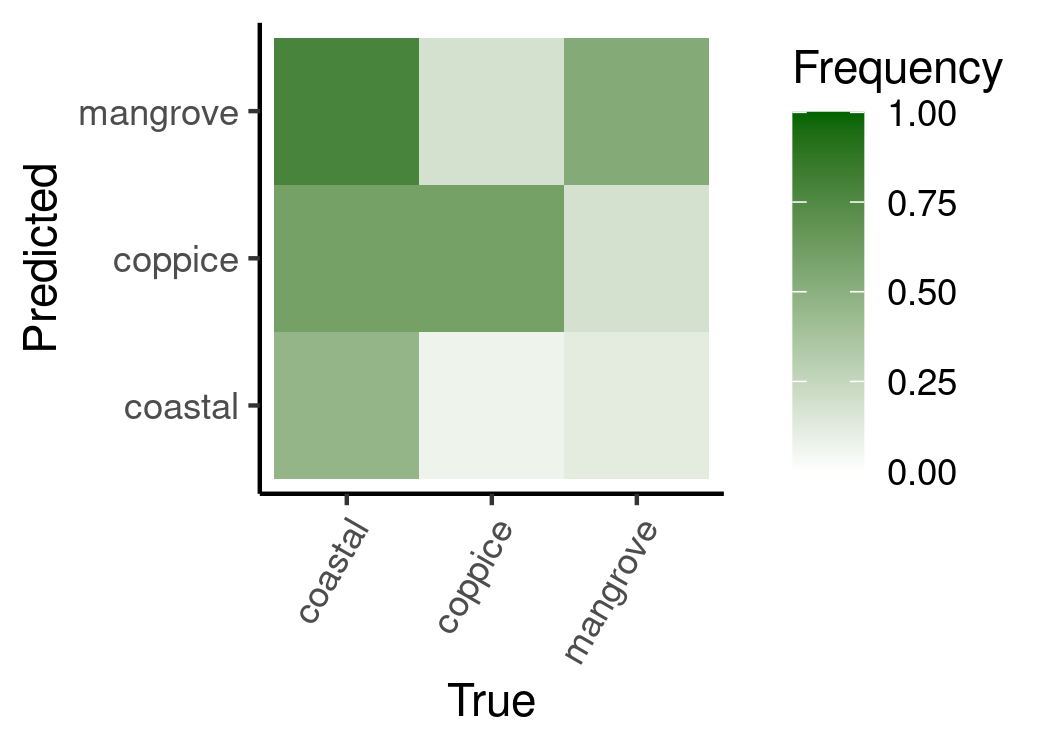 Frequency
1.00
0.75
0.50
0.25
0.00
Predicted
mangrove
coppice
coastal
coastal
coppice
mangrove
True